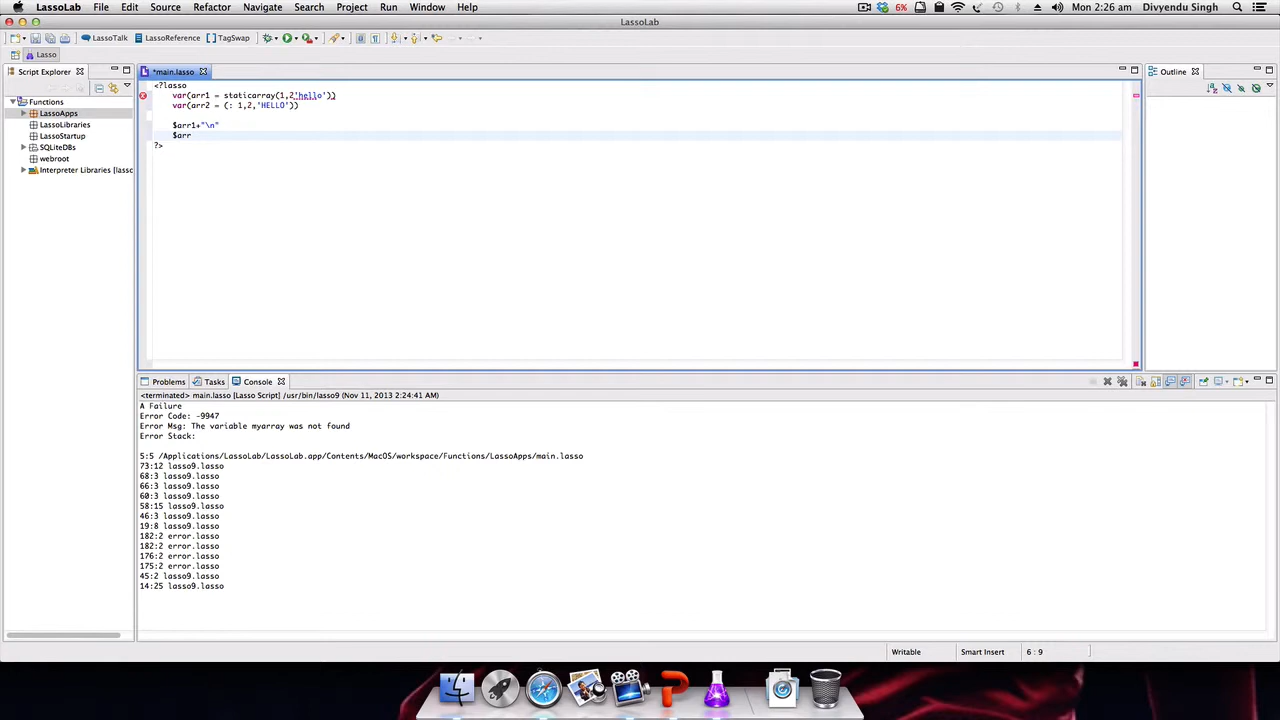 LassoLab File Edit Source Refactor Navigate Search Project Run Window Help 6% Mon 2:26 am Divyendu Singh
LassoLab
LassoTalk LassoReference TagSwap
Lasso
Script Explorer
*main.lasso
Outline
Functions
LassoApps
LassoLibraries
LassoStartup
SQLiteDBs
webroot
Interpreter Libraries [lassc
<?lasso
var(arr1 = staticarray(1,2'hello'))
var(arr2 = (: 1,2,'HELLO'))
$arr1+"\n"
$arr
?>
Problems Tasks Console
<terminated> main.lasso [Lasso Script] /usr/bin/lasso9 (Nov 11, 2013 2:24:41 AM)
A Failure
Error Code: -9947
Error Msg: The variable myarray was not found
Error Stack:
5:5 /Applications/LassoLab/LassoLab.app/Contents/MacOS/workspace/Functions/LassoApps/main.lasso
73:12 lasso9.lasso
68:3 lasso9.lasso
66:3 lasso9.lasso
60:3 lasso9.lasso
58:15 lasso9.lasso
46:3 lasso9.lasso
19:8 lasso9.lasso
182:2 error.lasso
182:2 error.lasso
176:2 error.lasso
175:2 error.lasso
45:2 lasso9.lasso
14:25 lasso9.lasso
Writable Smart Insert 6 : 9